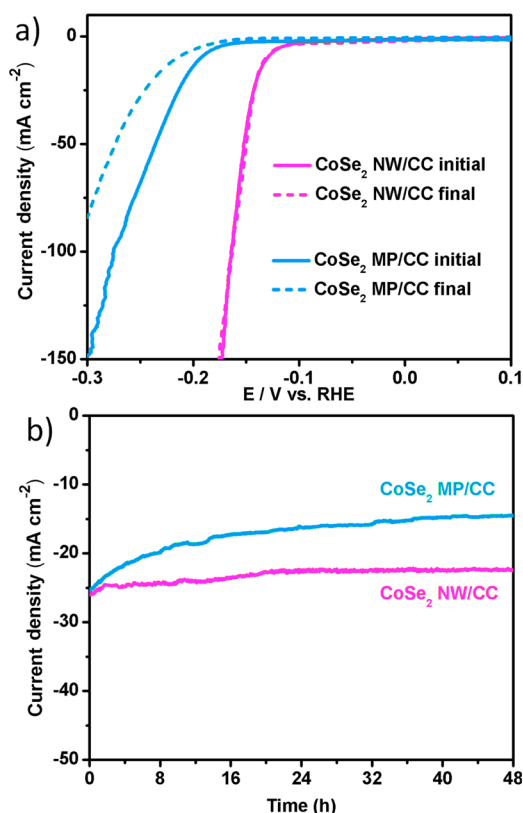 a)
0
-50
-100
-150
Current density (mA cm⁻²)
CoSe₂ NW/CC initial
CoSe₂ NW/CC final
CoSe₂ MP/CC initial
CoSe₂ MP/CC final
-0.3 -0.2 -0.1 0.0 0.1
E / V vs. RHE
b)
0
-10
-20
-30
-40
-50
Current density (mA cm⁻²)
CoSe₂ MP/CC
CoSe₂ NW/CC
0 8 16 24 32 40 48
Time (h)